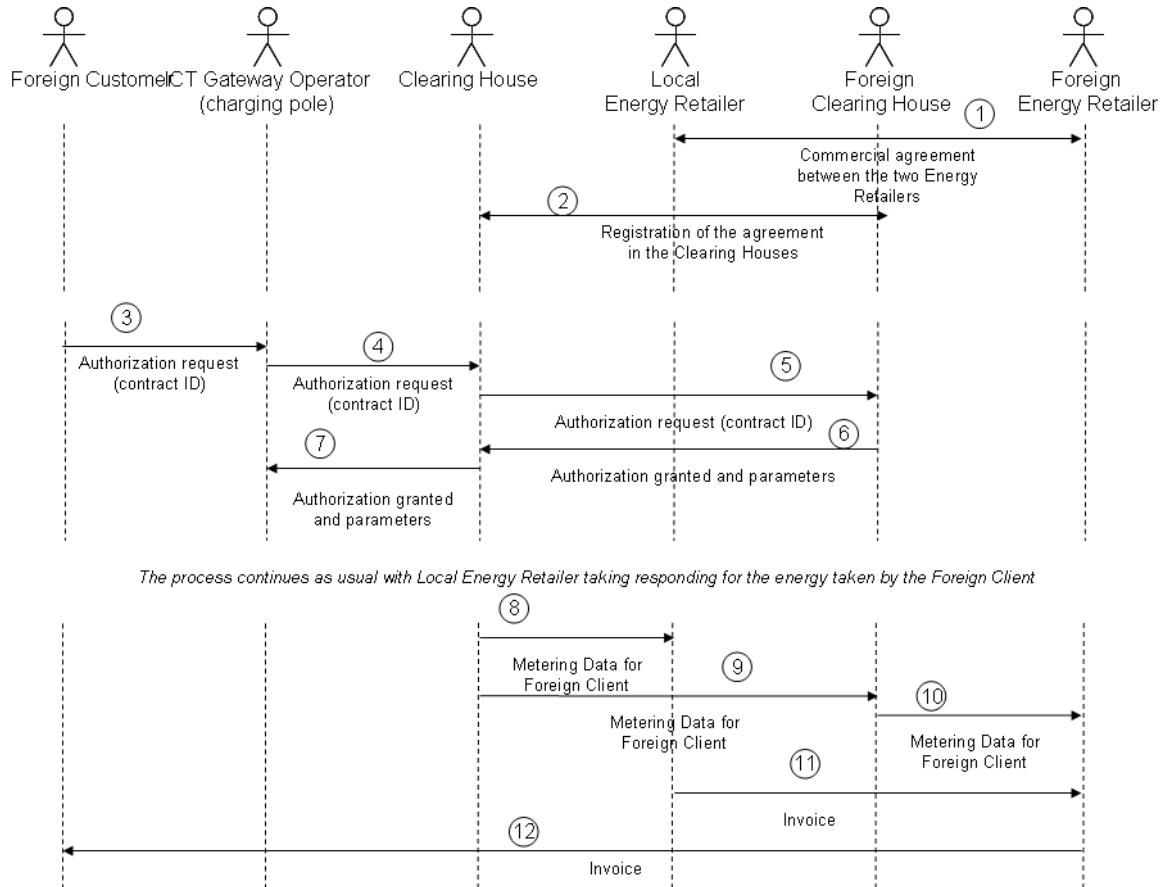 Foreign Customer
ICT Gateway Operator
(charging pole)
Clearing House
Local
Energy Retailer
Foreign
Clearing House
Foreign
Energy Retailer
1
Commercial agreement
between the two Energy
Retailers
2
Registration of the agreement
in the Clearing Houses
3
Authorization request
(contract ID)
4
Authorization request
(contract ID)
5
Authorization request (contract ID)
6
Authorization granted and parameters
7
Authorization granted
and parameters
The process continues as usual with Local Energy Retailer taking responding for the energy taken by the Foreign Client
8
Metering Data for
Foreign Client
9
Metering Data for
Foreign Client
10
Metering Data for
Foreign Client
11
Invoice
12
Invoice